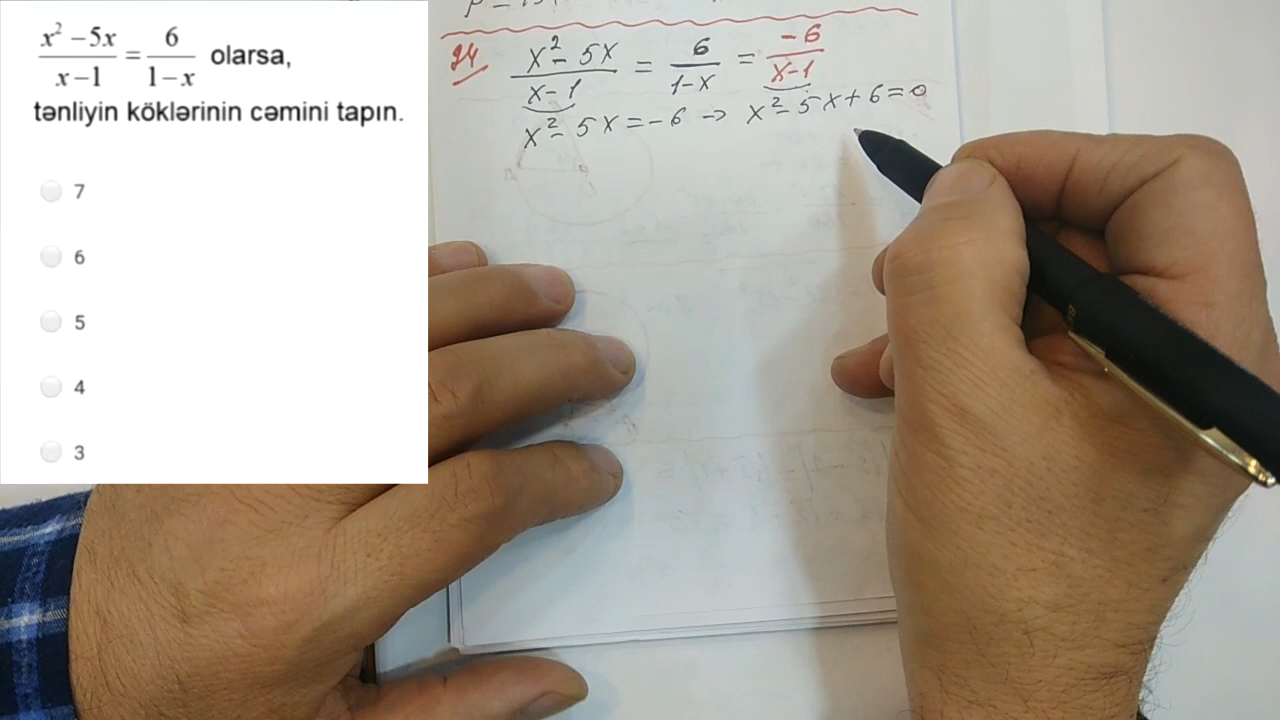 x² − 5x / x − 1 = 6 / 1 − x olarsa,
tənliyin köklərinin cəmini tapın.
7
6
5
4
3
24 x² − 5x / x − 1 = 6 / 1 − x = −6 / x − 1
x² − 5x = −6 → x² − 5x + 6 = 0